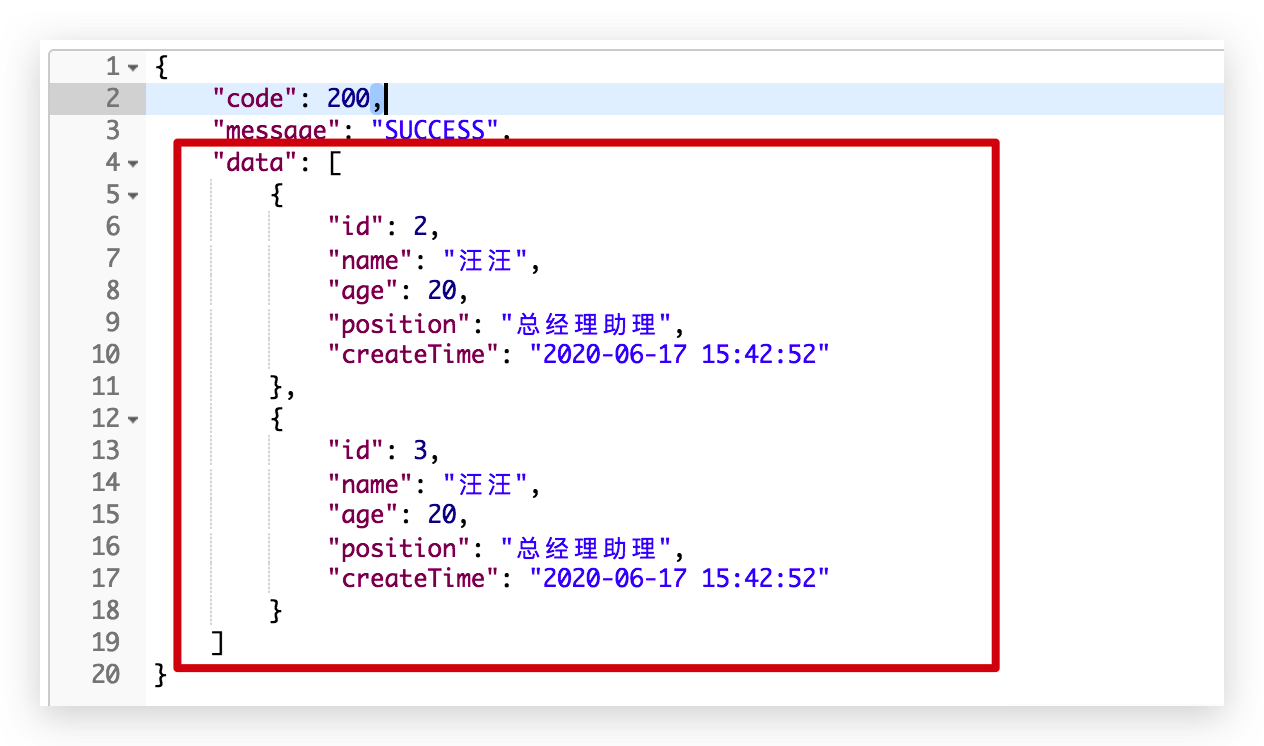 1 {
2 "code": 200,
3 "message": "SUCCESS",
4 "data": [
5 {
6 "id": 2,
7 "name": "汪汪",
8 "age": 20,
9 "position": "总经理助理",
10 "createTime": "2020-06-17 15:42:52"
11 },
12 {
13 "id": 3,
14 "name": "汪汪",
15 "age": 20,
16 "position": "总经理助理",
17 "createTime": "2020-06-17 15:42:52"
18 }
19 ]
20 }